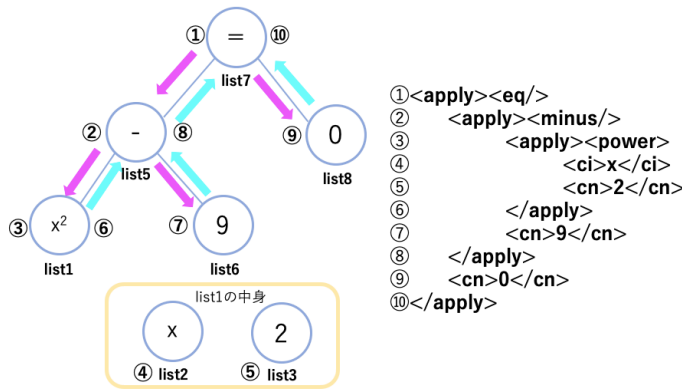 ① = ⑩
list7
② - ⑧
list5
⑨ 0
list8
③ x² ⑥
list1
⑦ 9
list6
list1の中身
x
④ list2
2
⑤ list3
①<apply><eq/>
② <apply><minus/>
③ <apply><power>
④ <ci>x</ci>
⑤ <cn>2</cn>
⑥ </apply>
⑦ <cn>9</cn>
⑧ </apply>
⑨ <cn>0</cn>
⑩</apply>